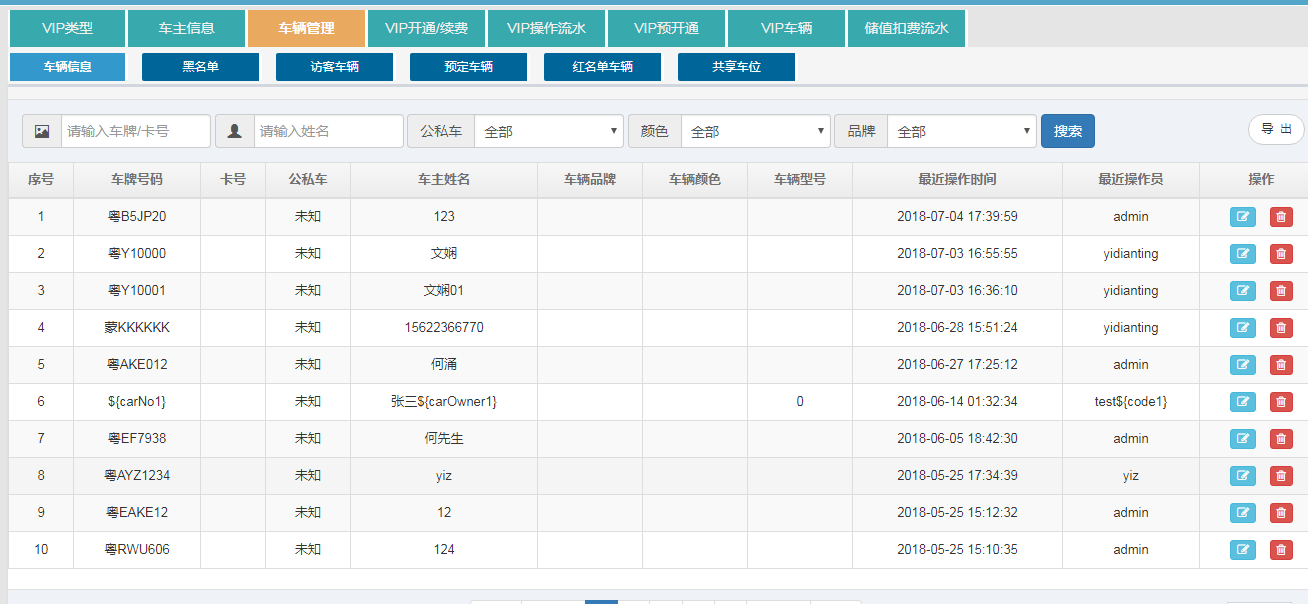 VIP类型 车主信息 车辆管理 VIP开通/续费 VIP操作流水 VIP预开通 VIP车辆 储值扣费流水
车辆信息 黑名单 访客车辆 预定车辆 红名单车辆 共享车位
请输入车牌/卡号 请输入姓名 公私车 全部 颜色 全部 品牌 全部 搜索 导 出
序号 车牌号码 卡号 公私车 车主姓名 车辆品牌 车辆颜色 车辆型号 最近操作时间 最近操作员 操作
1 粤B5JP20 未知 123 2018-07-04 17:39:59 admin
2 粤Y10000 未知 文娴 2018-07-03 16:55:55 yidianting
3 粤Y10001 未知 文娴01 2018-07-03 16:36:10 yidianting
4 蒙KKKKKK 未知 15622366770 2018-06-28 15:51:24 yidianting
5 粤AKE012 未知 何涌 2018-06-27 17:25:12 admin
6 ${carNo1} 未知 张三${carOwner1} 0 2018-06-14 01:32:34 test${code1}
7 粤EF7938 未知 何先生 2018-06-05 18:42:30 admin
8 粤AYZ1234 未知 yiz 2018-05-25 17:34:39 yiz
9 粤EAKE12 未知 12 2018-05-25 15:12:32 admin
10 粤RWU606 未知 124 2018-05-25 15:10:35 admin